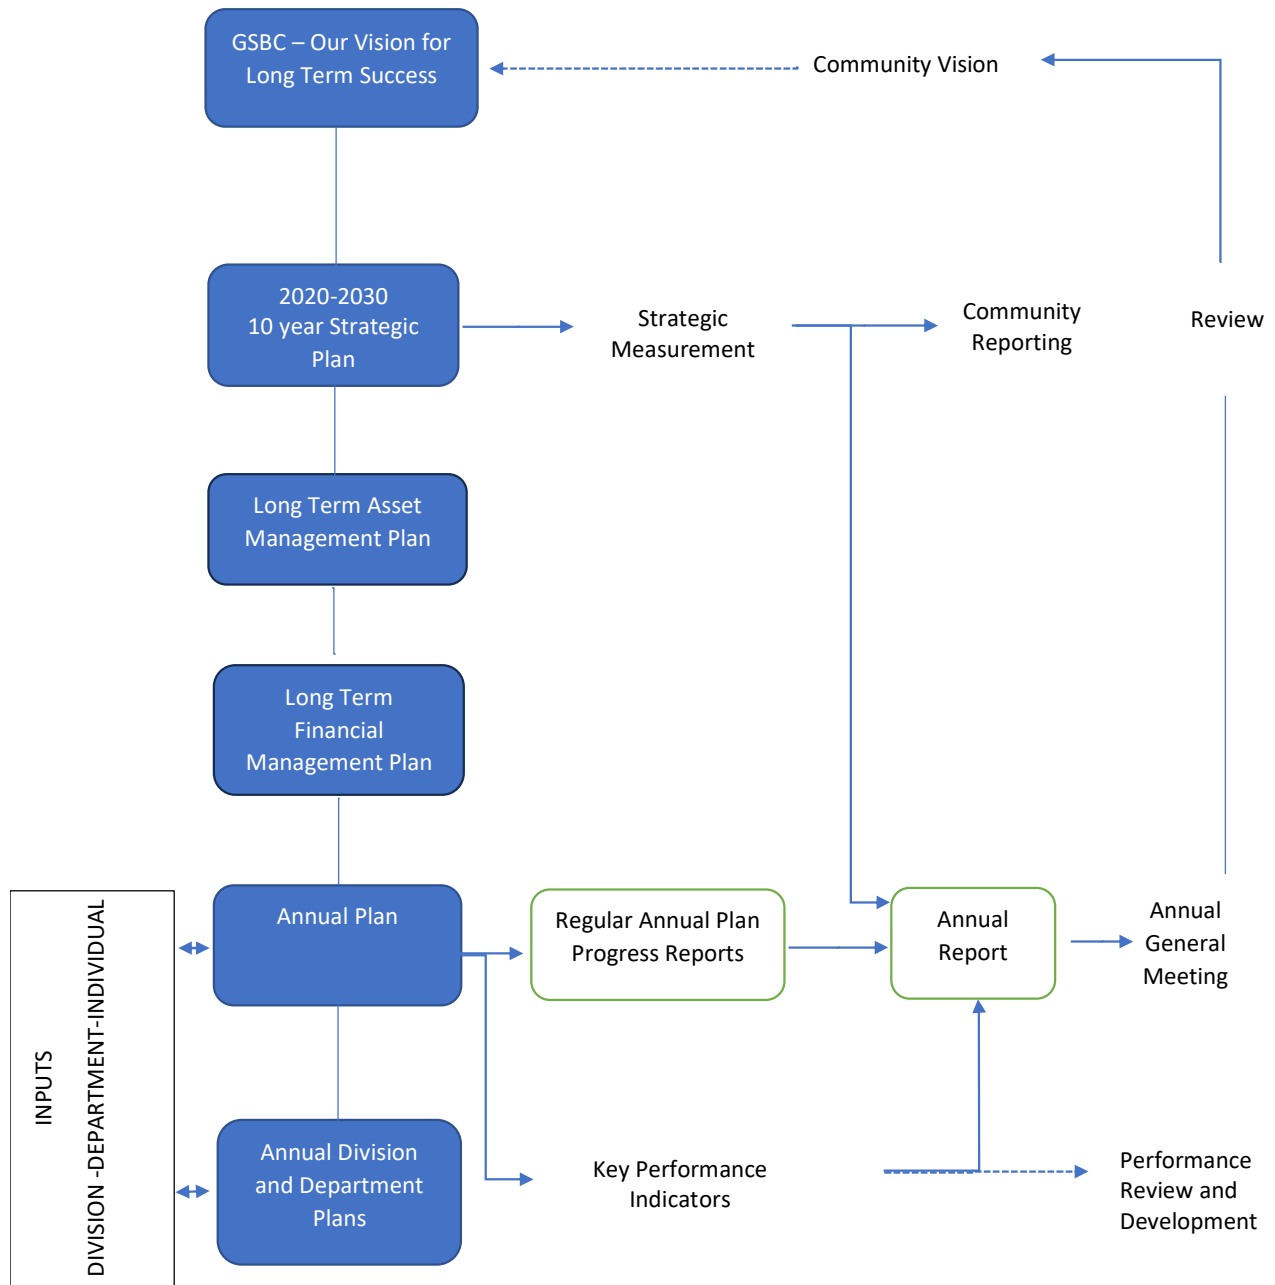 GSBC – Our Vision for
Long Term Success
Community Vision
2020-2030
10 year Strategic
Plan
Strategic
Measurement
Community
Reporting
Review
Long Term Asset
Management Plan
Long Term
Financial
Management Plan
INPUTS
DIVISION -DEPARTMENT-INDIVIDUAL
Annual Plan
Regular Annual Plan
Progress Reports
Annual
Report
Annual
General
Meeting
Annual Division
and Department
Plans
Key Performance
Indicators
Performance
Review and
Development